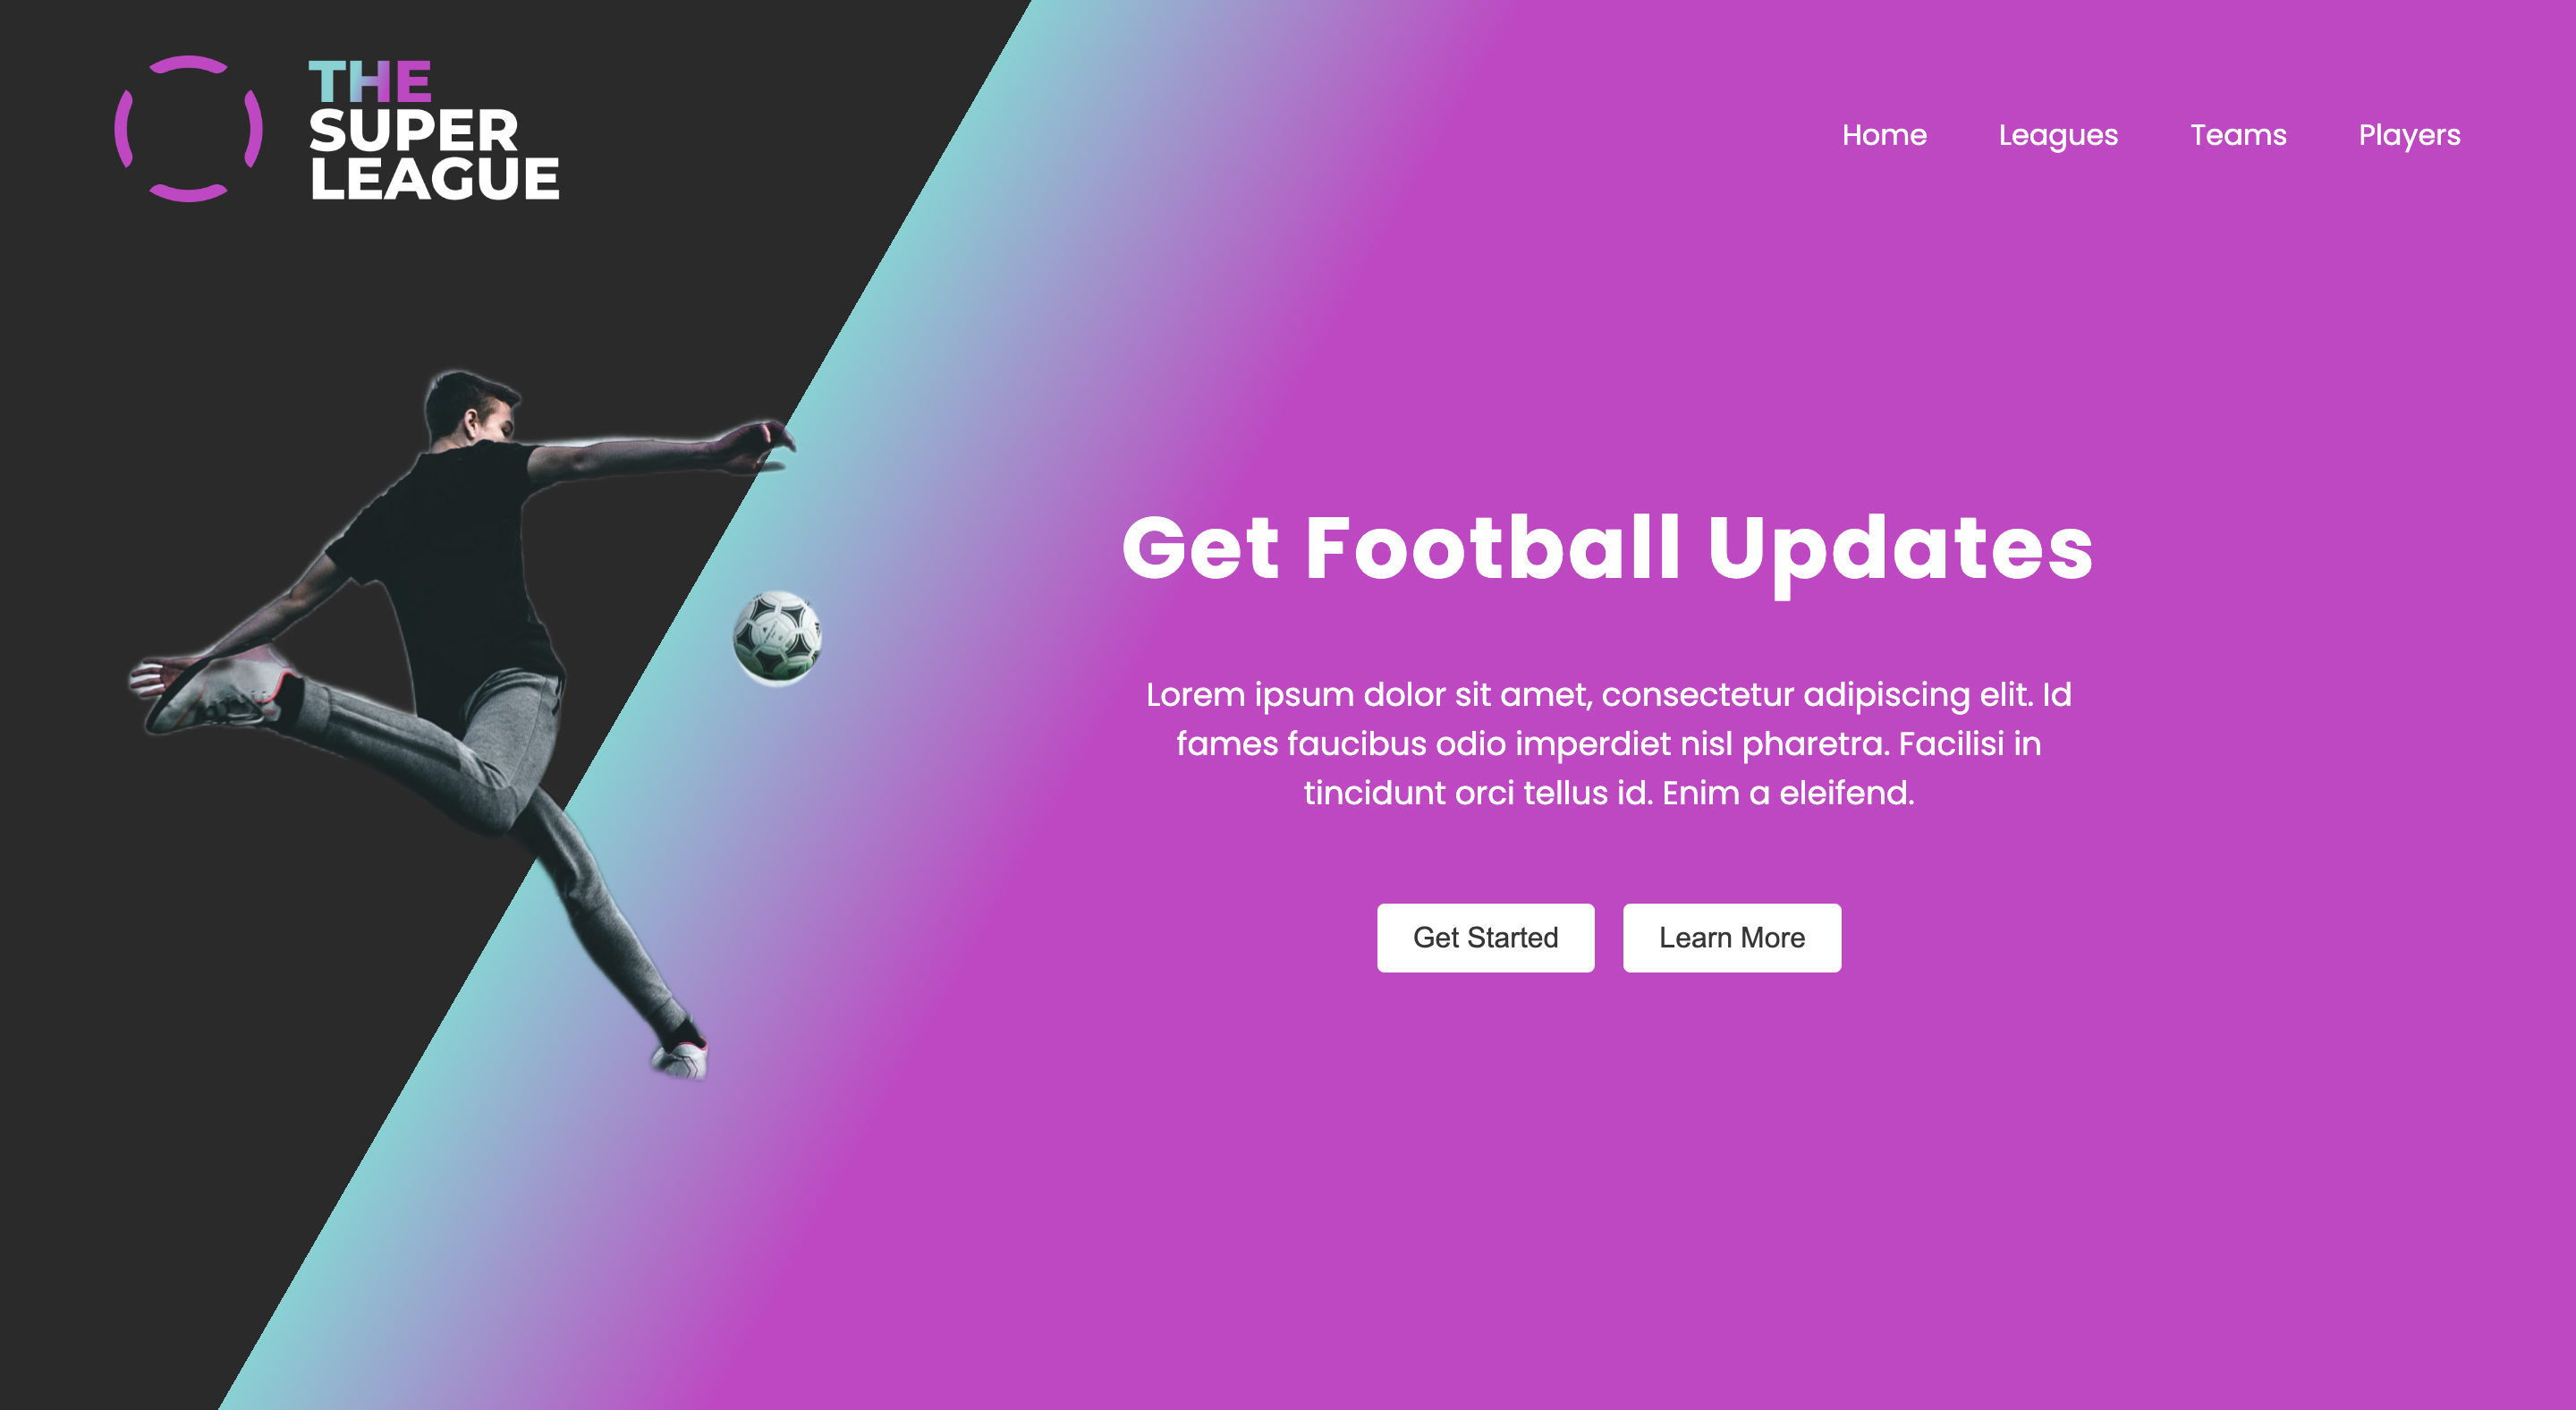 THE
SUPER
LEAGUE
Home Leagues Teams Players
Get Football Updates
Lorem ipsum dolor sit amet, consectetur adipiscing elit. Id
fames faucibus odio imperdiet nisl pharetra. Facilisi in
tincidunt orci tellus id. Enim a eleifend.
Get Started Learn More